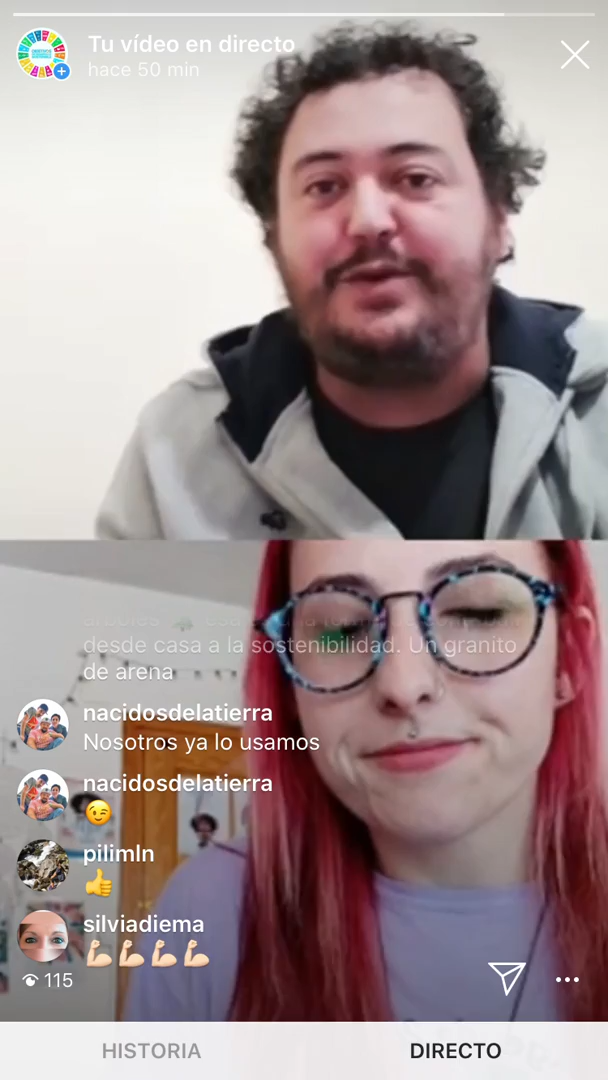 Tu vídeo en directo
hace 50 min
árboles
desde casa a la sostenibilidad. Un granito
de arena
nacidosdelatierra
Nosotros ya lo usamos
nacidosdelatierra
😉
pilimln
👍
silviadiema
💪🏻💪🏻💪🏻💪🏻
115
HISTORIA
DIRECTO